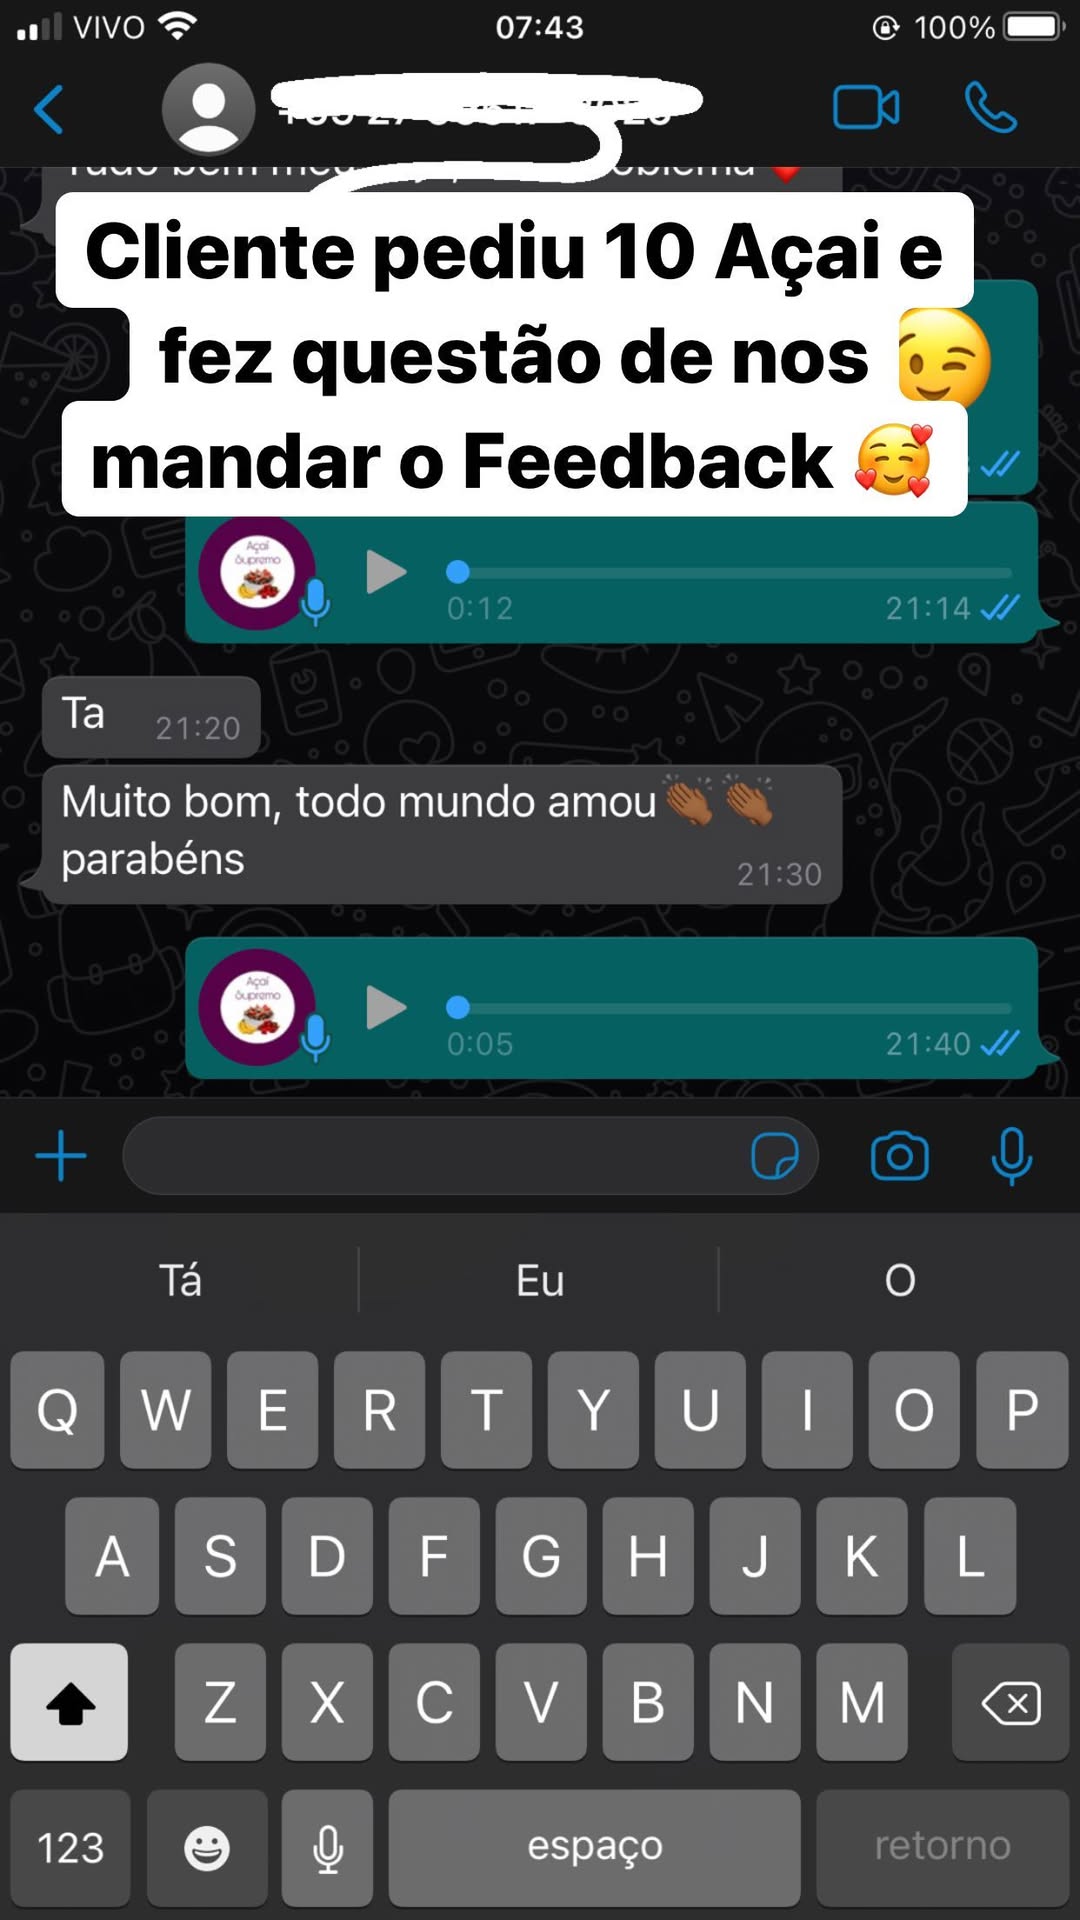 VIVO 07:43 100%
Cliente pediu 10 Açai e
fez questão de nos 😉
mandar o Feedback 🥰
Açaí
Supremo
0:12 21:14
Ta 21:20
Muito bom, todo mundo amou👏🏾👏🏾
parabéns 21:30
Açaí
Supremo
0:05 21:40
Tá Eu O
Q W E R T Y U I O P
A S D F G H J K L
Z X C V B N M
123 espaço retorno